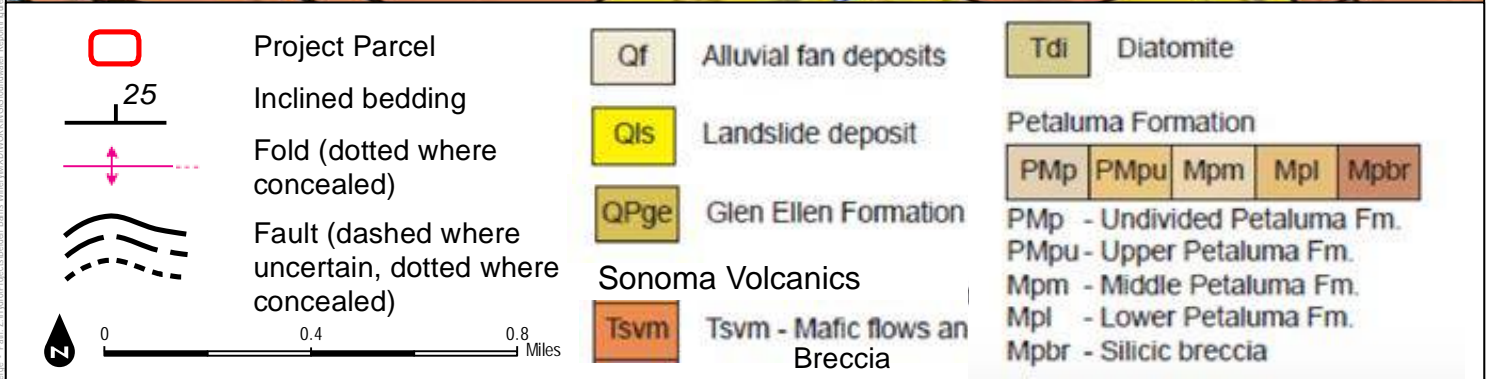 Project Parcel
25
Inclined bedding
Fold (dotted where
concealed)
Fault (dashed where
uncertain, dotted where
concealed)
N
0 0.4 0.8
Miles
Qf Alluvial fan deposits
Qls Landslide deposit
QPge Glen Ellen Formation
Sonoma Volcanics
Tsvm Tsvm - Mafic flows an
Breccia
Tdi Diatomite
Petaluma Formation
PMp PMpu Mpm Mpl Mpbr
PMp - Undivided Petaluma Fm.
PMpu - Upper Petaluma Fm.
Mpm - Middle Petaluma Fm.
Mpl - Lower Petaluma Fm.
Mpbr - Silicic breccia